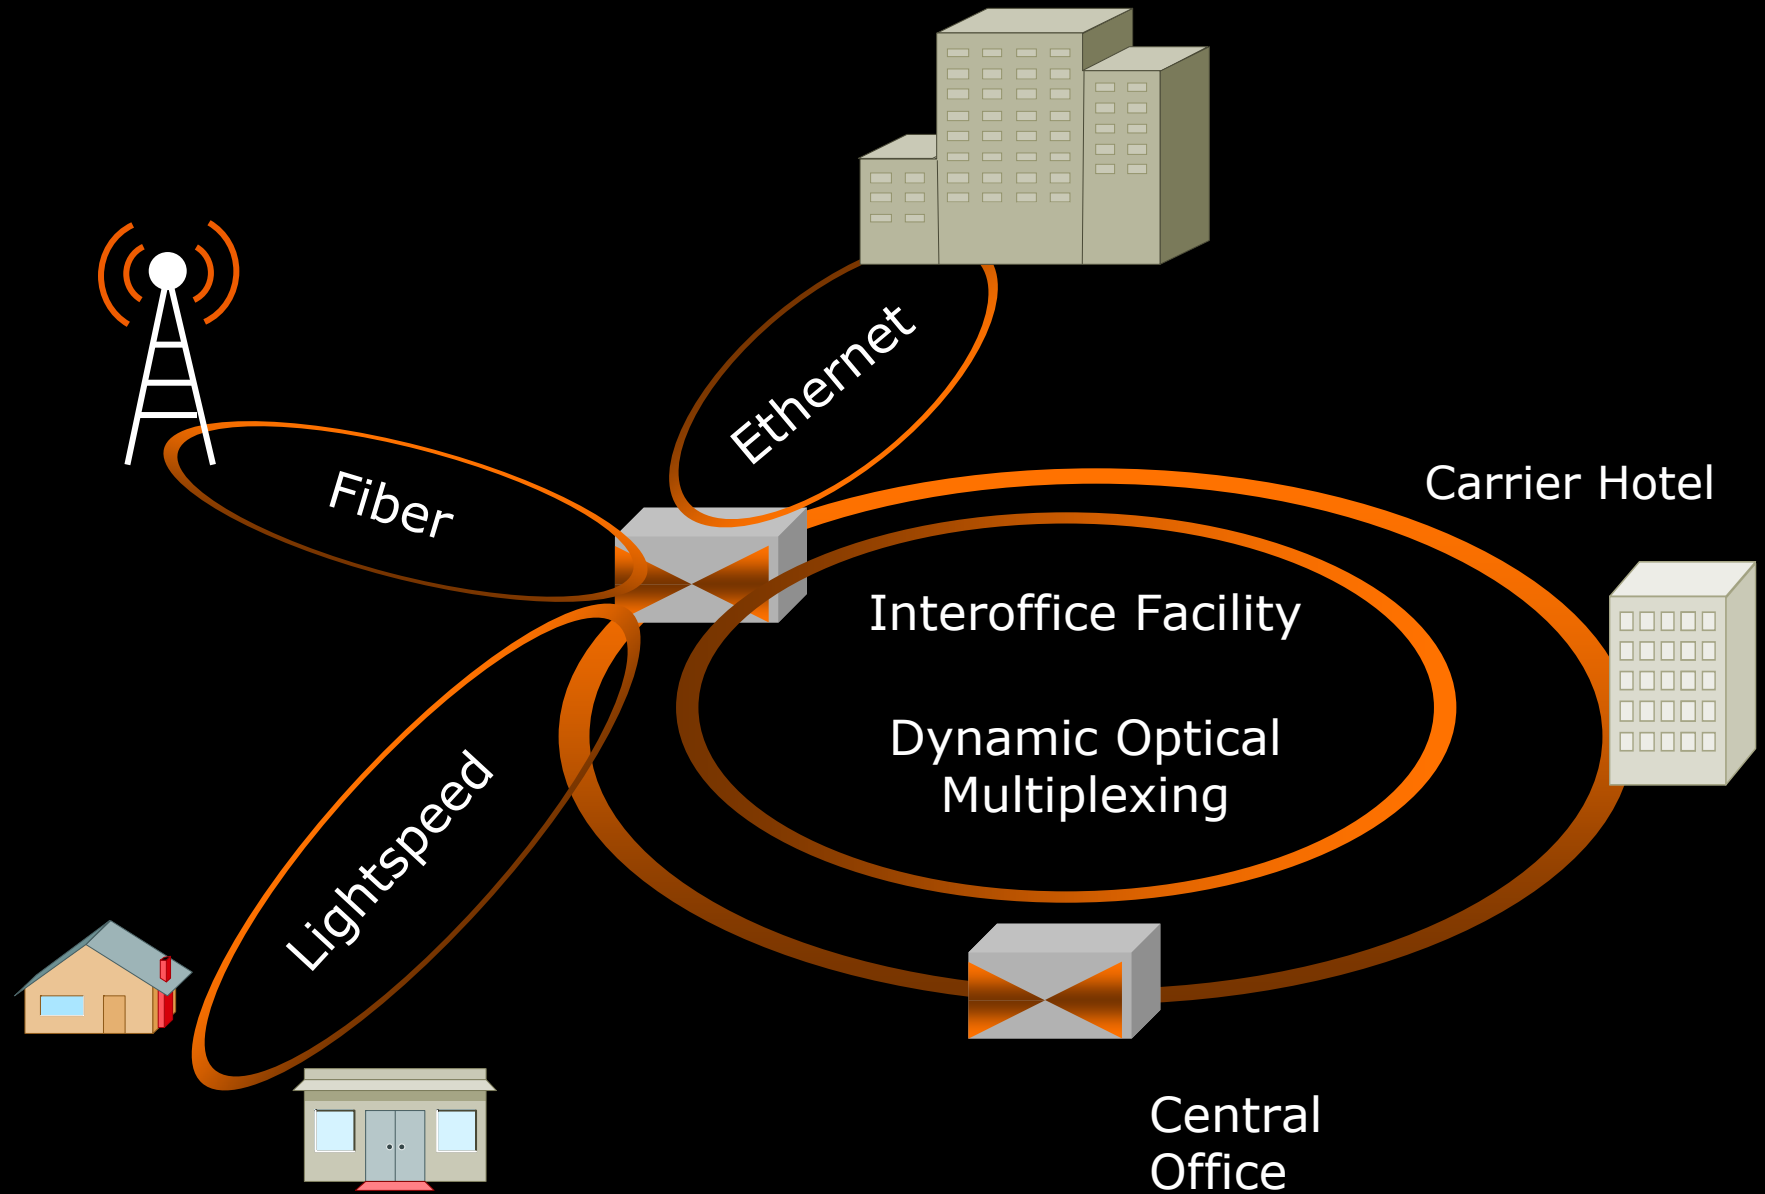 Ethernet
Fiber
Carrier Hotel
Interoffice Facility
Dynamic Optical
Multiplexing
Lightspeed
Central
Office